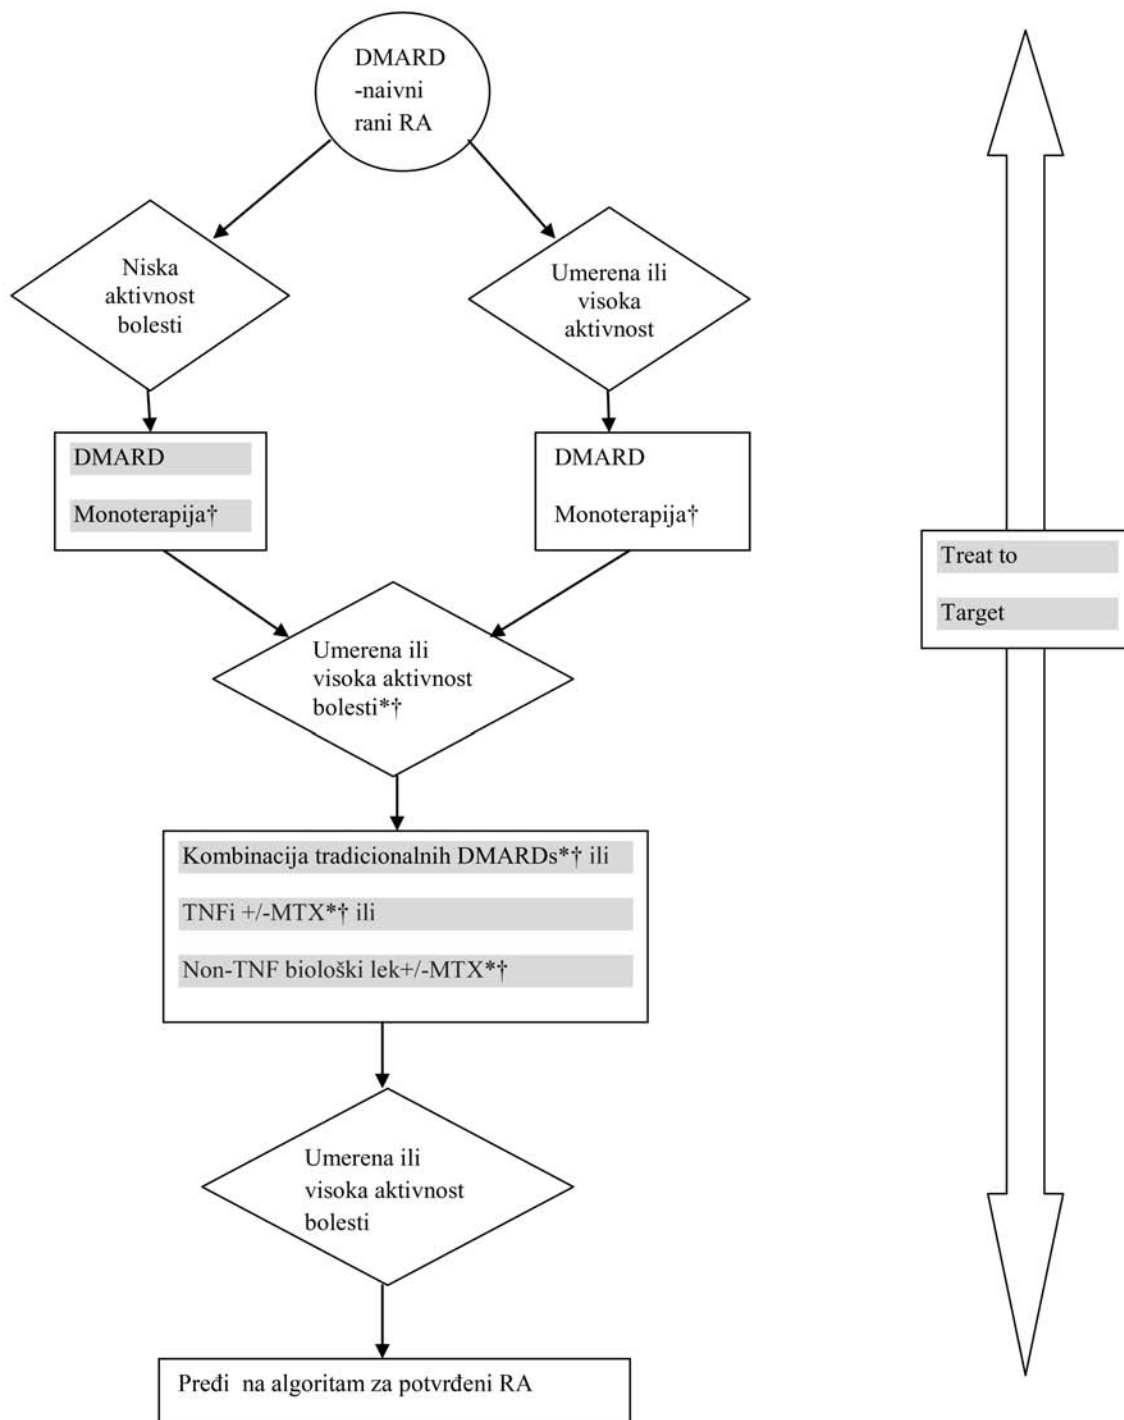 DMARD
-naivni
rani RA
Niska
aktivnost
bolesti
Umerena ili
visoka
aktivnost
DMARD
Monoterapija†
DMARD
Monoterapija†
Treat to
Target
Umerena ili
visoka aktivnost
bolesti*†
Kombinacija tradicionalnih DMARDs*† ili
TNFi +/-MTX*† ili
Non-TNF biološki lek+/-MTX*†
Umerena ili
visoka aktivnost
bolesti
Pređi na algoritam za potvrđeni RA